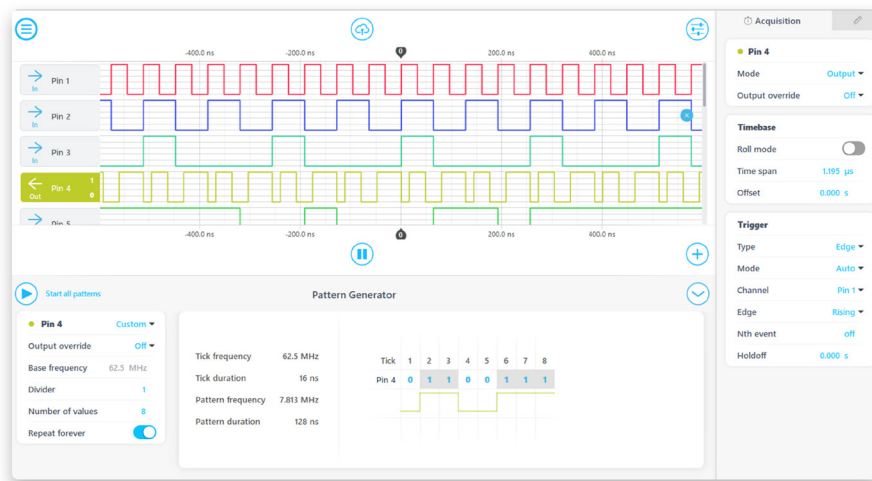 -400.0 ns -200.0 ns 0 200.0 ns 400.0 ns
In Pin 1
In Pin 2
x
In Pin 3
Out Pin 4 1 0
Pin 5
-400.0 ns -200.0 ns 0 200.0 ns 400.0 ns
Start all patterns
Pattern Generator
Pin 4 Custom
Output override Off
Base frequency 62.5 MHz
Divider 1
Number of values 8
Repeat forever
Tick frequency 62.5 MHz
Tick duration 16 ns
Pattern frequency 7.813 MHz
Pattern duration 128 ns
Tick 1 2 3 4 5 6 7 8
Pin 4 0 1 1 0 0 1 1 1
Acquisition
Pin 4
Mode Output
Output override Off
Timebase
Roll mode
Time span 1.195 µs
Offset 0.000 s
Trigger
Type Edge
Mode Auto
Channel Pin 1
Edge Rising
Nth event off
Holdoff 0.000 s